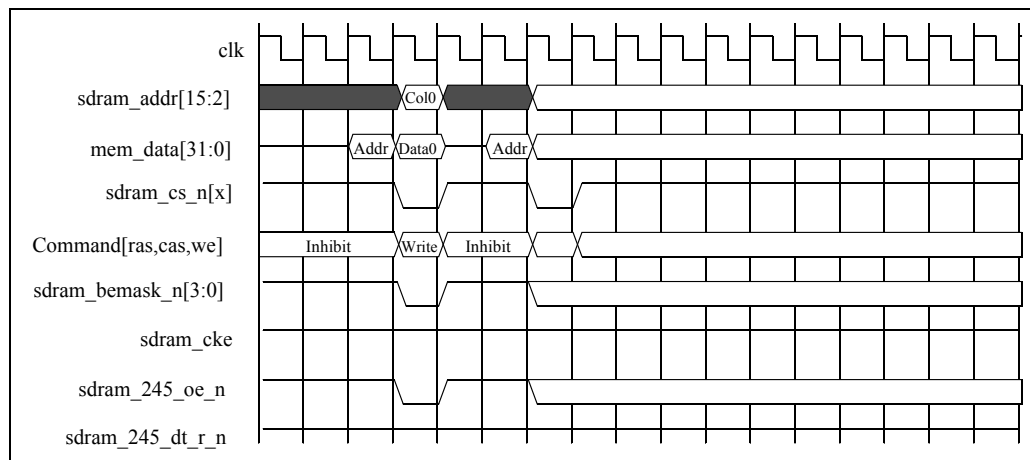 clk
sdram_addr[15:2] Col0
mem_data[31:0] Addr Data0 Addr
sdram_cs_n[x]
Command[ras,cas,we] Inhibit Write Inhibit
sdram_bemask_n[3:0]
sdram_cke
sdram_245_oe_n
sdram_245_dt_r_n